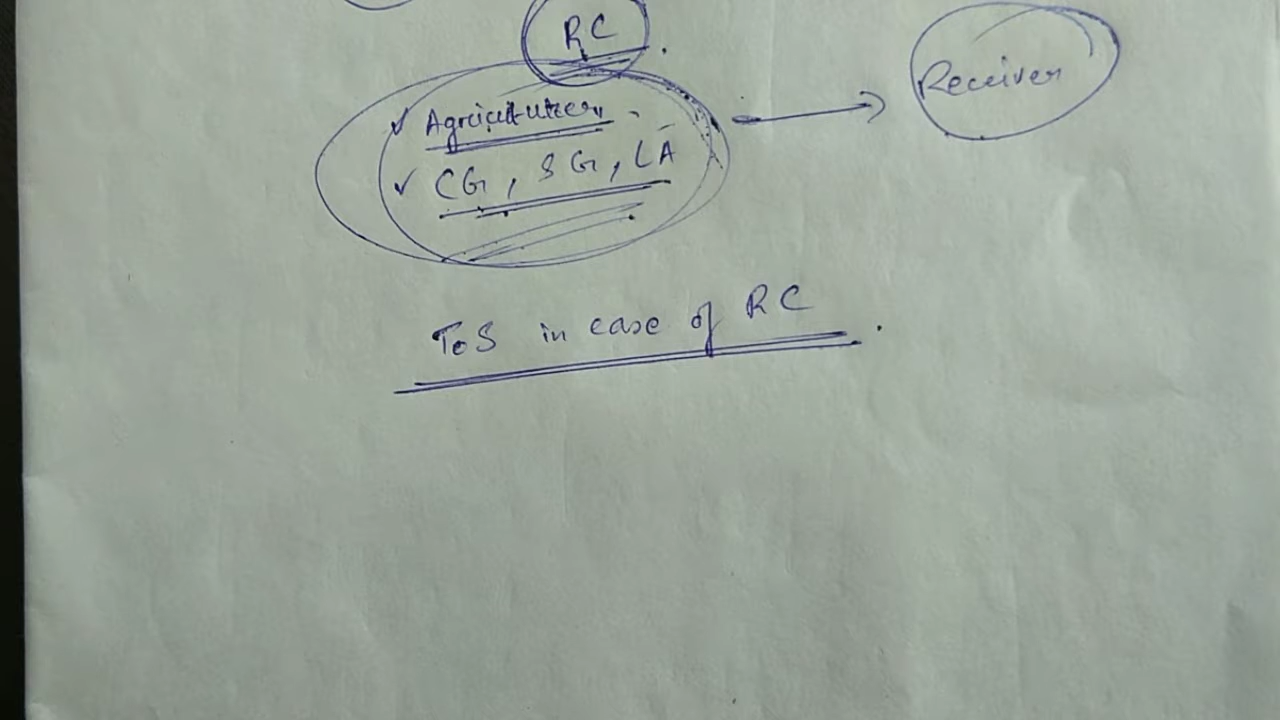 RC.
Receiver
✓ Agriculturer
✓ CG, SG, LA
ToS in case of RC.